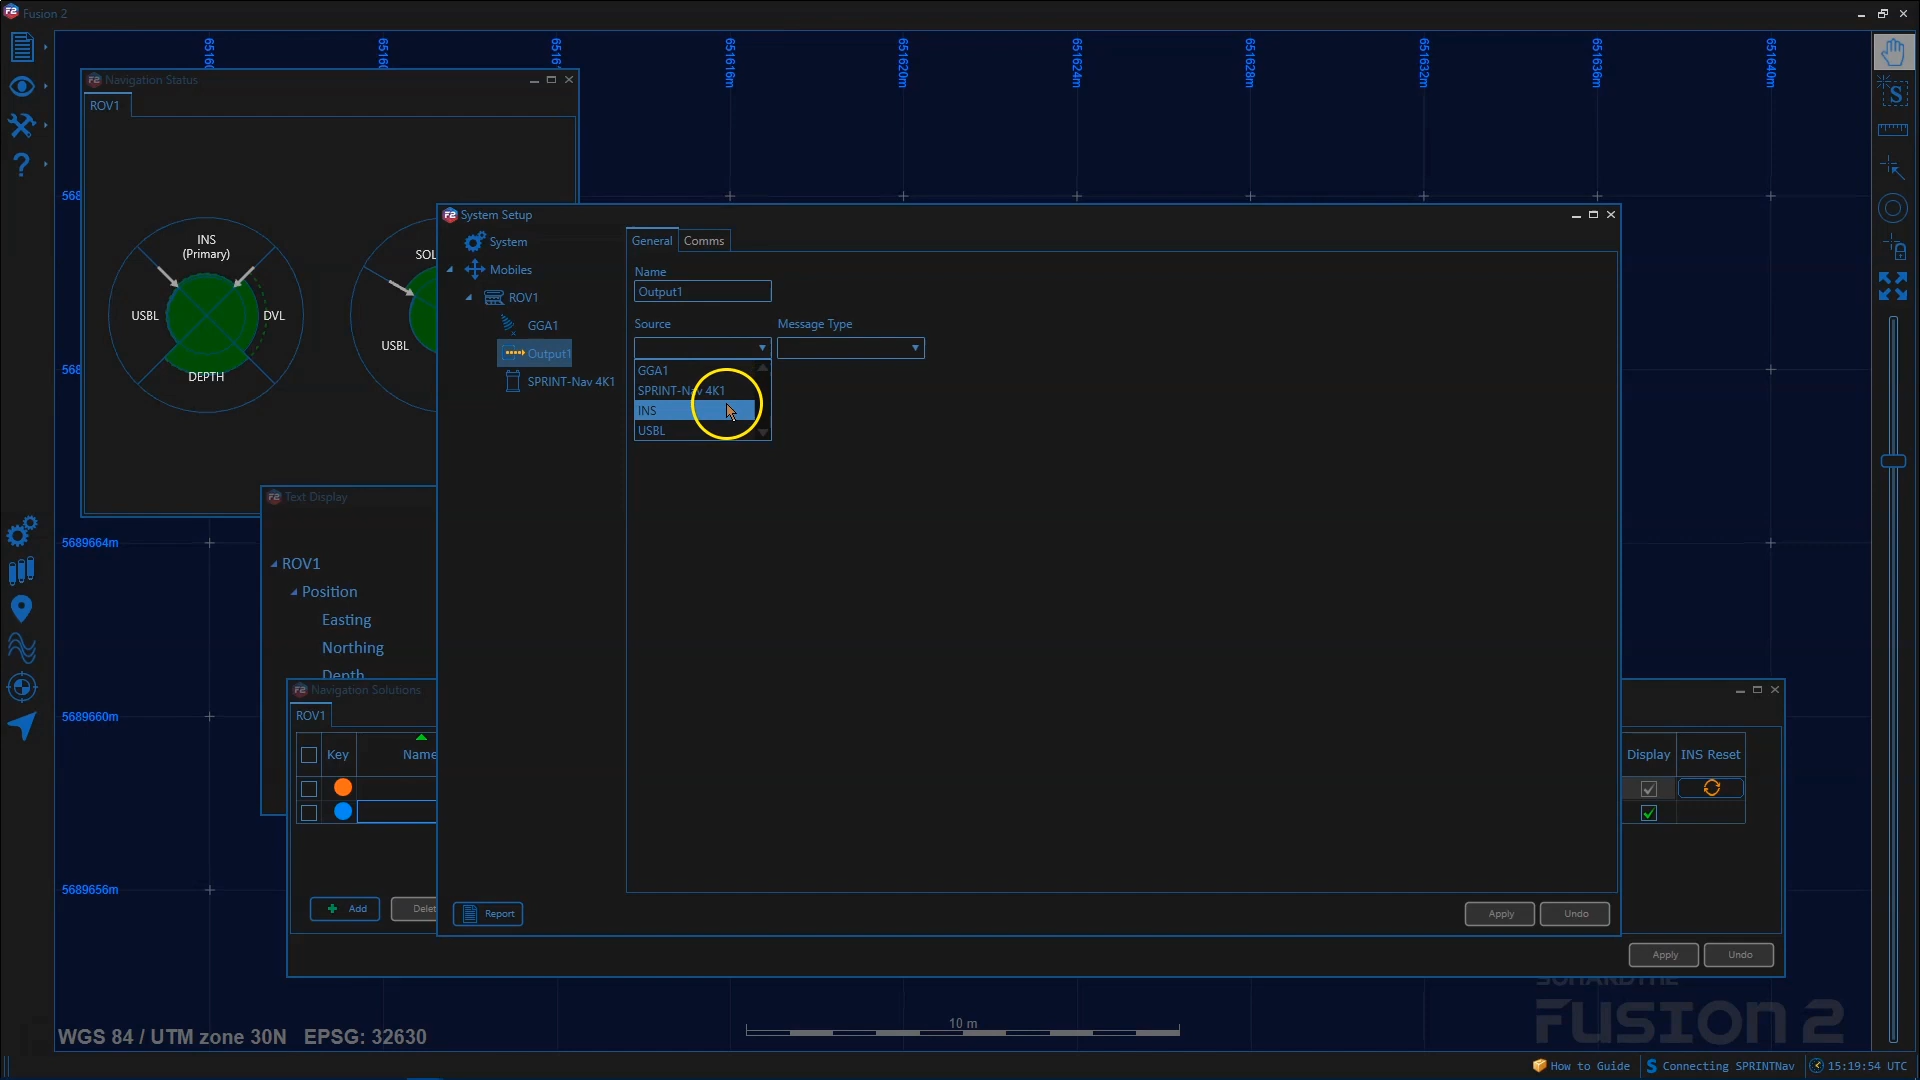 Fusion 2
651616m
651620m
651624m
651628m
651632m
651636m
651640m
Navigation Status
ROV1
INS
(Primary)
USBL
DVL
DEPTH
SOL
USBL
568
568
5689664m
5689660m
5689656m
Text Display
ROV1
Position
Easting
Northing
Depth
Navigation Solutions
ROV1
Key
Name
Display
INS Reset
Add
Delet
Apply
Undo
System Setup
System
Mobiles
ROV1
GGA1
Output1
SPRINT-Nav 4K1
General
Comms
Name
Output1
Source
Message Type
GGA1
SPRINT-Nav 4K1
INS
USBL
Report
Apply
Undo
10 m
WGS 84 / UTM zone 30N EPSG: 32630
FUSION 2
How to Guide
Connecting SPRINTNav
15:19:54 UTC